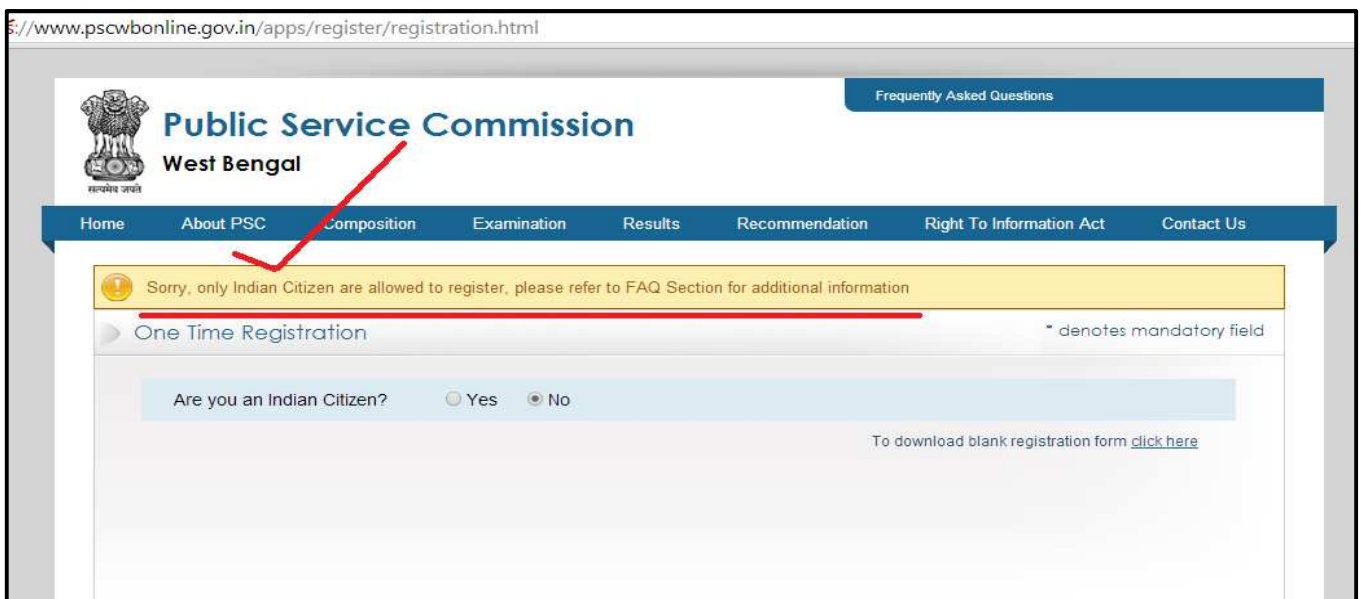 s://www.pscwbonline.gov.in/apps/register/registration.html
Frequently Asked Questions
Public Service Commission
West Bengal
सत्यमेव जयते
Home About PSC Composition Examination Results Recommendation Right To Information Act Contact Us
Sorry, only Indian Citizen are allowed to register, please refer to FAQ Section for additional information
One Time Registration * denotes mandatory field
Are you an Indian Citizen? Yes No
To download blank registration form click here